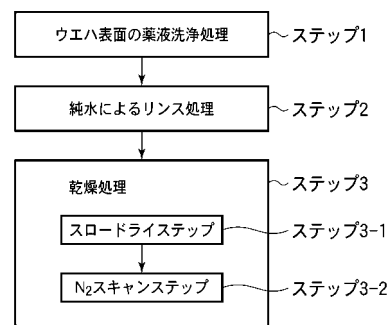 ウエハ表面の薬液洗浄処理 ステップ1
純水によるリンス処理 ステップ2
乾燥処理 ステップ3
スロードライステップ ステップ3-1
N₂スキャンステップ ステップ3-2